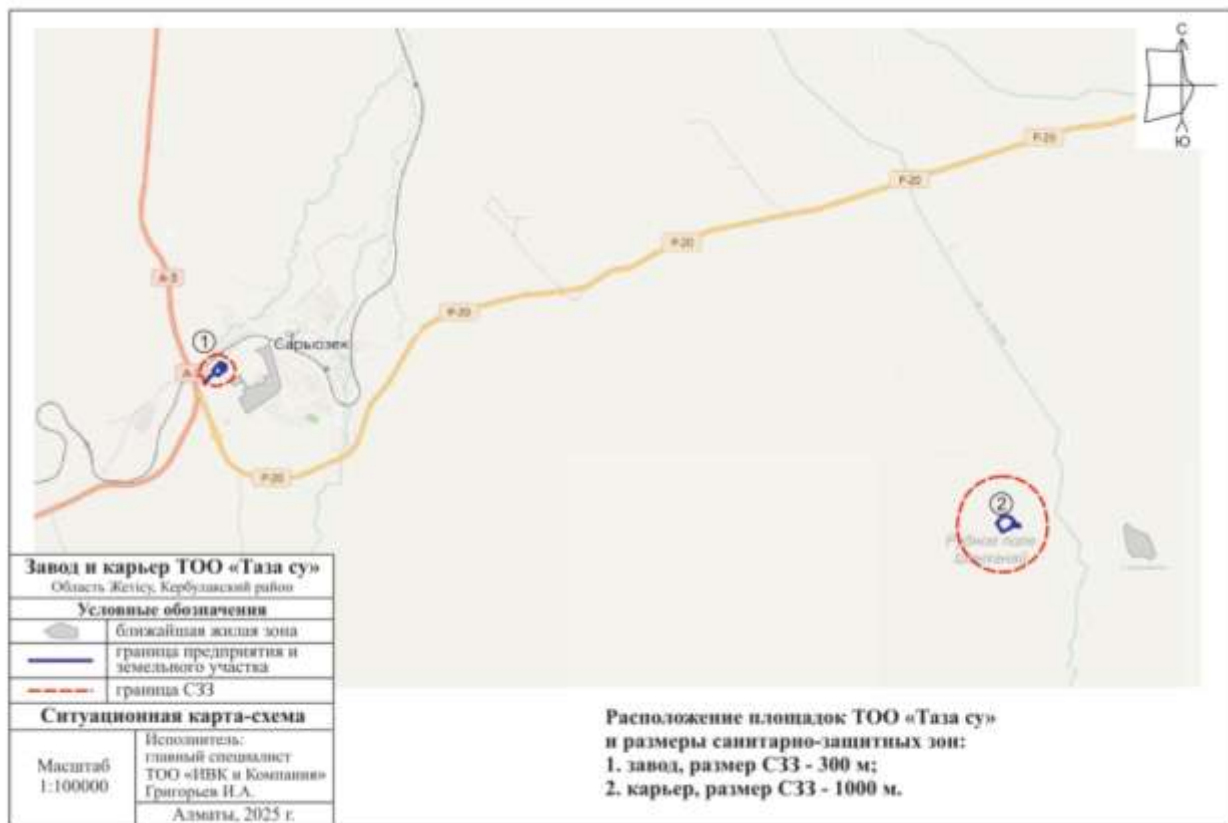 С
Ю
Р-20
Р-20
Р-20
А-3
Р-20
1
Сарыозек
А
Р-20
2
Завод и карьер ТОО «Таза су»
Область Жетісу, Кербулакский район
Условные обозначения
ближайшая жилая зона
граница предприятия и
земельного участка
граница СЗЗ
Ситуационная карта-схема
Масштаб
1:100000
Исполнитель:
главный специалист
ТОО «ИВК и Компания»
Григорьев И.А.
Алматы, 2025 г.
Расположение площадок ТОО «Таза су»
и размеры санитарно-защитных зон:
1. завод, размер СЗЗ - 300 м;
2. карьер, размер СЗЗ - 1000 м.